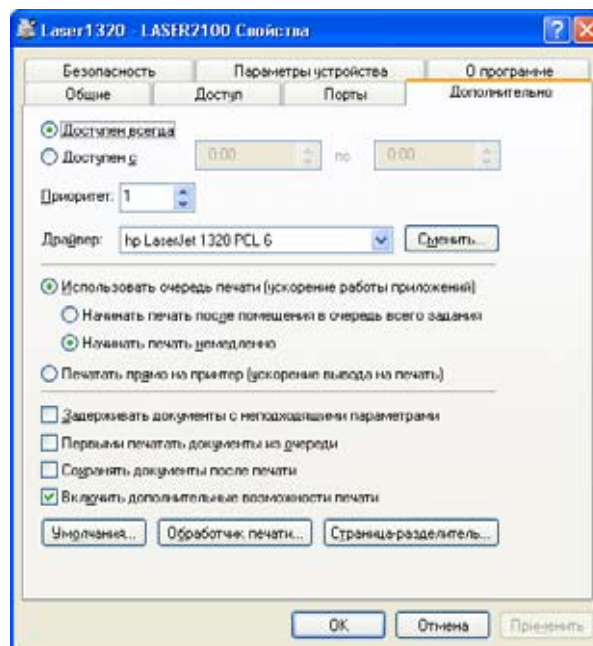 Laser1320 - LASER2100 Свойства
Безопасность Параметры устройства О программе
Общие Доступ Порты Дополнительно
Доступен всегда
Доступен с 0:00 по 0:00
Приоритет: 1
Драйвер: hp LaserJet 1320 PCL 6 Сменить...
Использовать очередь печати (ускорение работы приложений)
Начинать печать после помещения в очередь всего задания
Начинать печать немедленно
Печатать прямо на принтер (ускорение вывода на печать)
Задерживать документы с неподходящими параметрами
Первыми печатать документы из очереди
Сохранять документы после печати
Включить дополнительные возможности печати
Умолчания... Обработчик печати... Страница-разделитель...
OK Отмена Применить